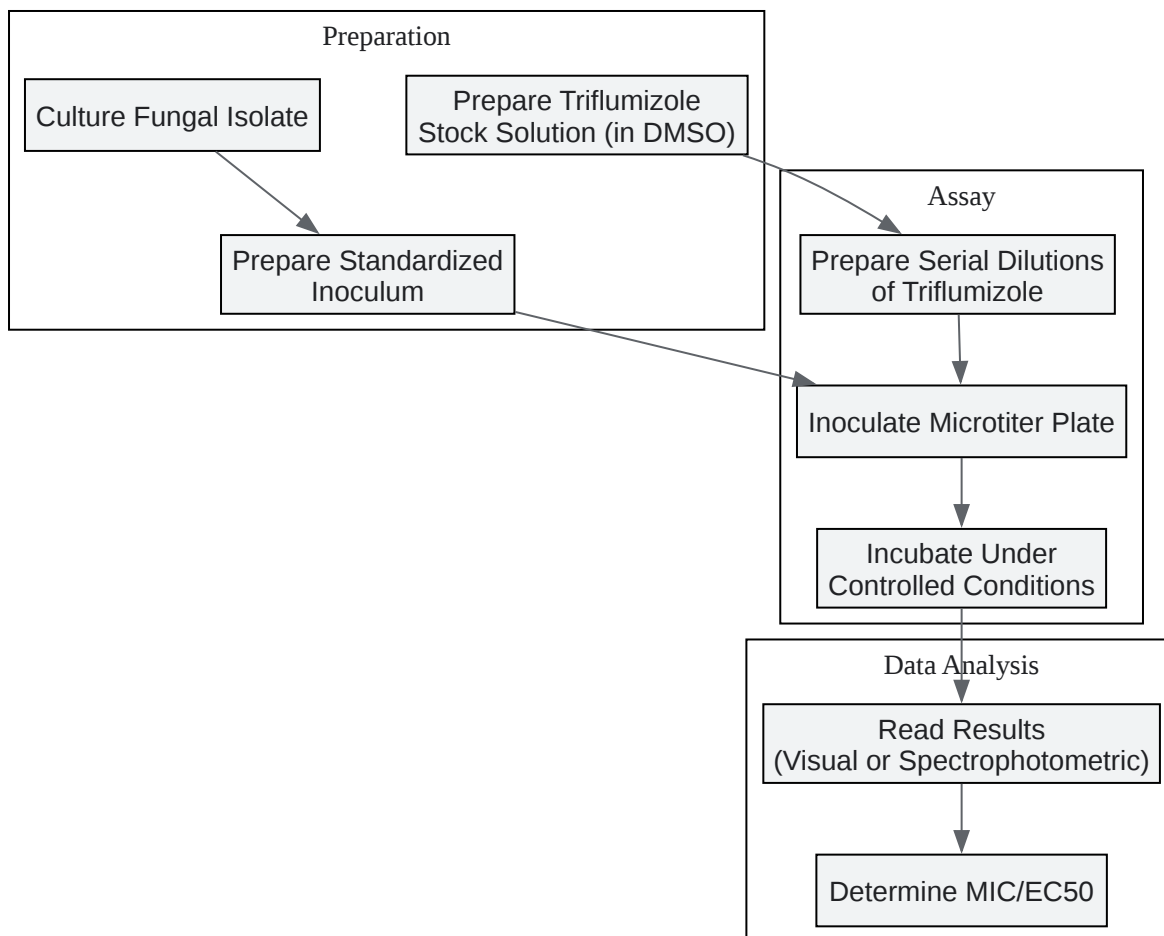 Preparation
Culture Fungal Isolate
Prepare Triflumizole
Stock Solution (in DMSO)
Prepare Standardized
Inoculum
Assay
Prepare Serial Dilutions
of Triflumizole
Inoculate Microtiter Plate
Incubate Under
Controlled Conditions
Data Analysis
Read Results
(Visual or Spectrophotometric)
Determine MIC/EC50